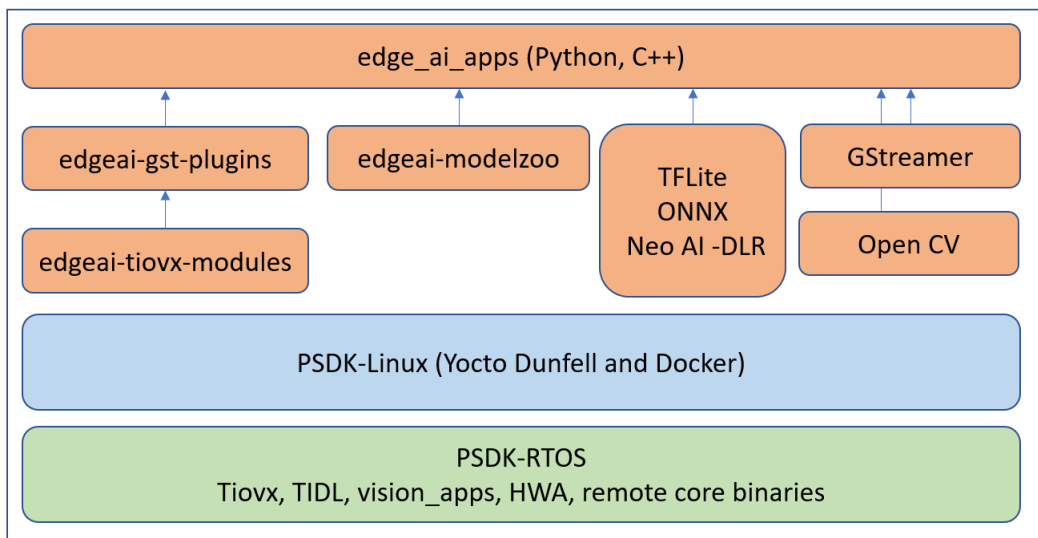 edge_ai_apps (Python, C++)
edgeai-gst-plugins
edgeai-modelzoo
TFLite
ONNX
Neo AI -DLR
GStreamer
edgeai-tiovx-modules
Open CV
PSDK-Linux (Yocto Dunfell and Docker)
PSDK-RTOS
Tiovx, TIDL, vision_apps, HWA, remote core binaries